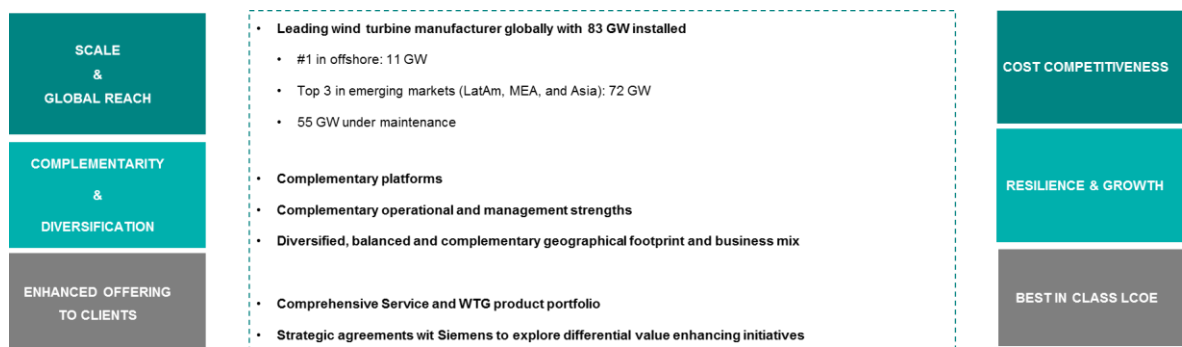 SCALE
&
GLOBAL REACH
• Leading wind turbine manufacturer globally with 83 GW installed
• #1 in offshore: 11 GW
• Top 3 in emerging markets (LatAm, MEA, and Asia): 72 GW
• 55 GW under maintenance
COST COMPETITIVENESS
COMPLEMENTARITY
&
DIVERSIFICATION
• Complementary platforms
• Complementary operational and management strengths
• Diversified, balanced and complementary geographical footprint and business mix
RESILIENCE & GROWTH
ENHANCED OFFERING
TO CLIENTS
• Comprehensive Service and WTG product portfolio
• Strategic agreements wit Siemens to explore differential value enhancing initiatives
BEST IN CLASS LCOE